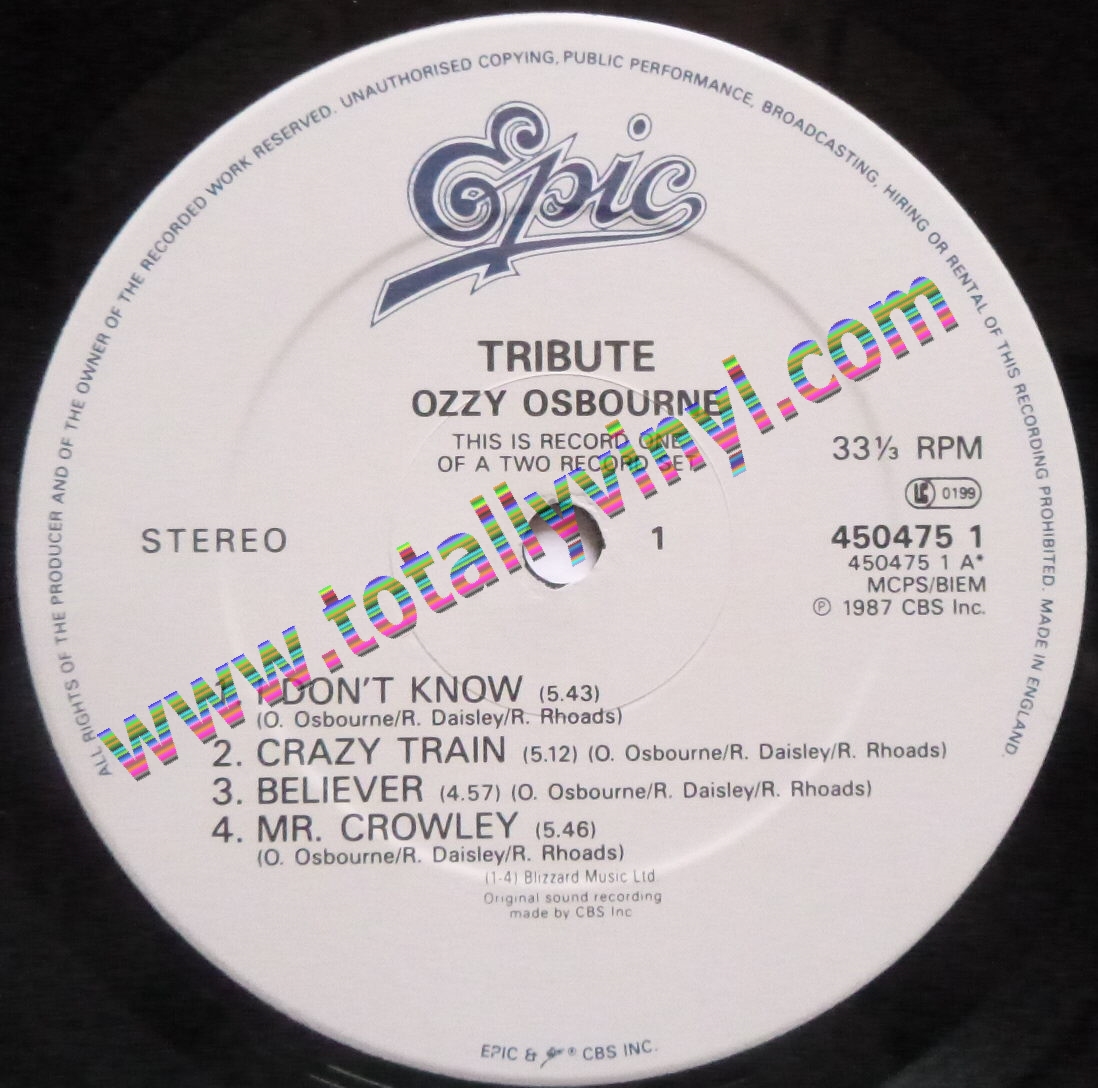 ALL RIGHTS OF THE PRODUCER AND OF THE OWNER OF THE RECORDED WORK RESERVED. UNAUTHORISED COPYING, PUBLIC PERFORMANCE, BROADCASTING, HIRING OR RENTAL OF THIS RECORDING PROHIBITED. MADE IN ENGLAND.
Epic
TRIBUTE
OZZY OSBOURNE
THIS IS RECORD ONE
OF A TWO RECORD SET
33⅓ RPM
LC 0199
STEREO
1
450475 1
450475 1 A*
MCPS/BIEM
Ⓟ 1987 CBS Inc.
www.totallyvinyl.com
1. I DON'T KNOW (5.43)
(O. Osbourne/R. Daisley/R. Rhoads)
2. CRAZY TRAIN (5.12) (O. Osbourne/R. Daisley/R. Rhoads)
3. BELIEVER (4.57) (O. Osbourne/R. Daisley/R. Rhoads)
4. MR. CROWLEY (5.46)
(O. Osbourne/R. Daisley/R. Rhoads)
(1-4) Blizzard Music Ltd
Original sound recording
made by CBS Inc
EPIC & ® CBS INC.